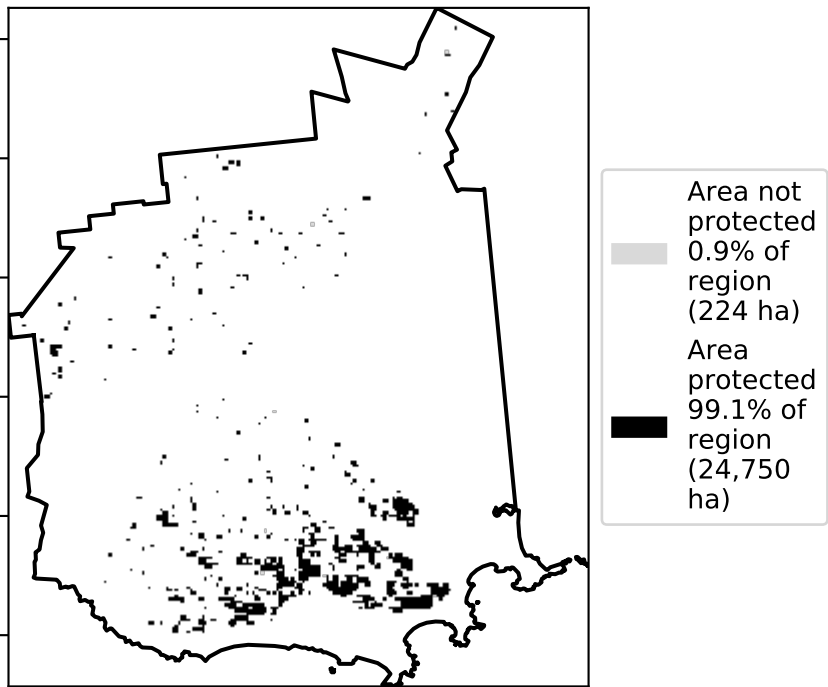 Area not
protected
0.9% of
region
(224 ha)
Area
protected
99.1% of
region
(24,750
ha)